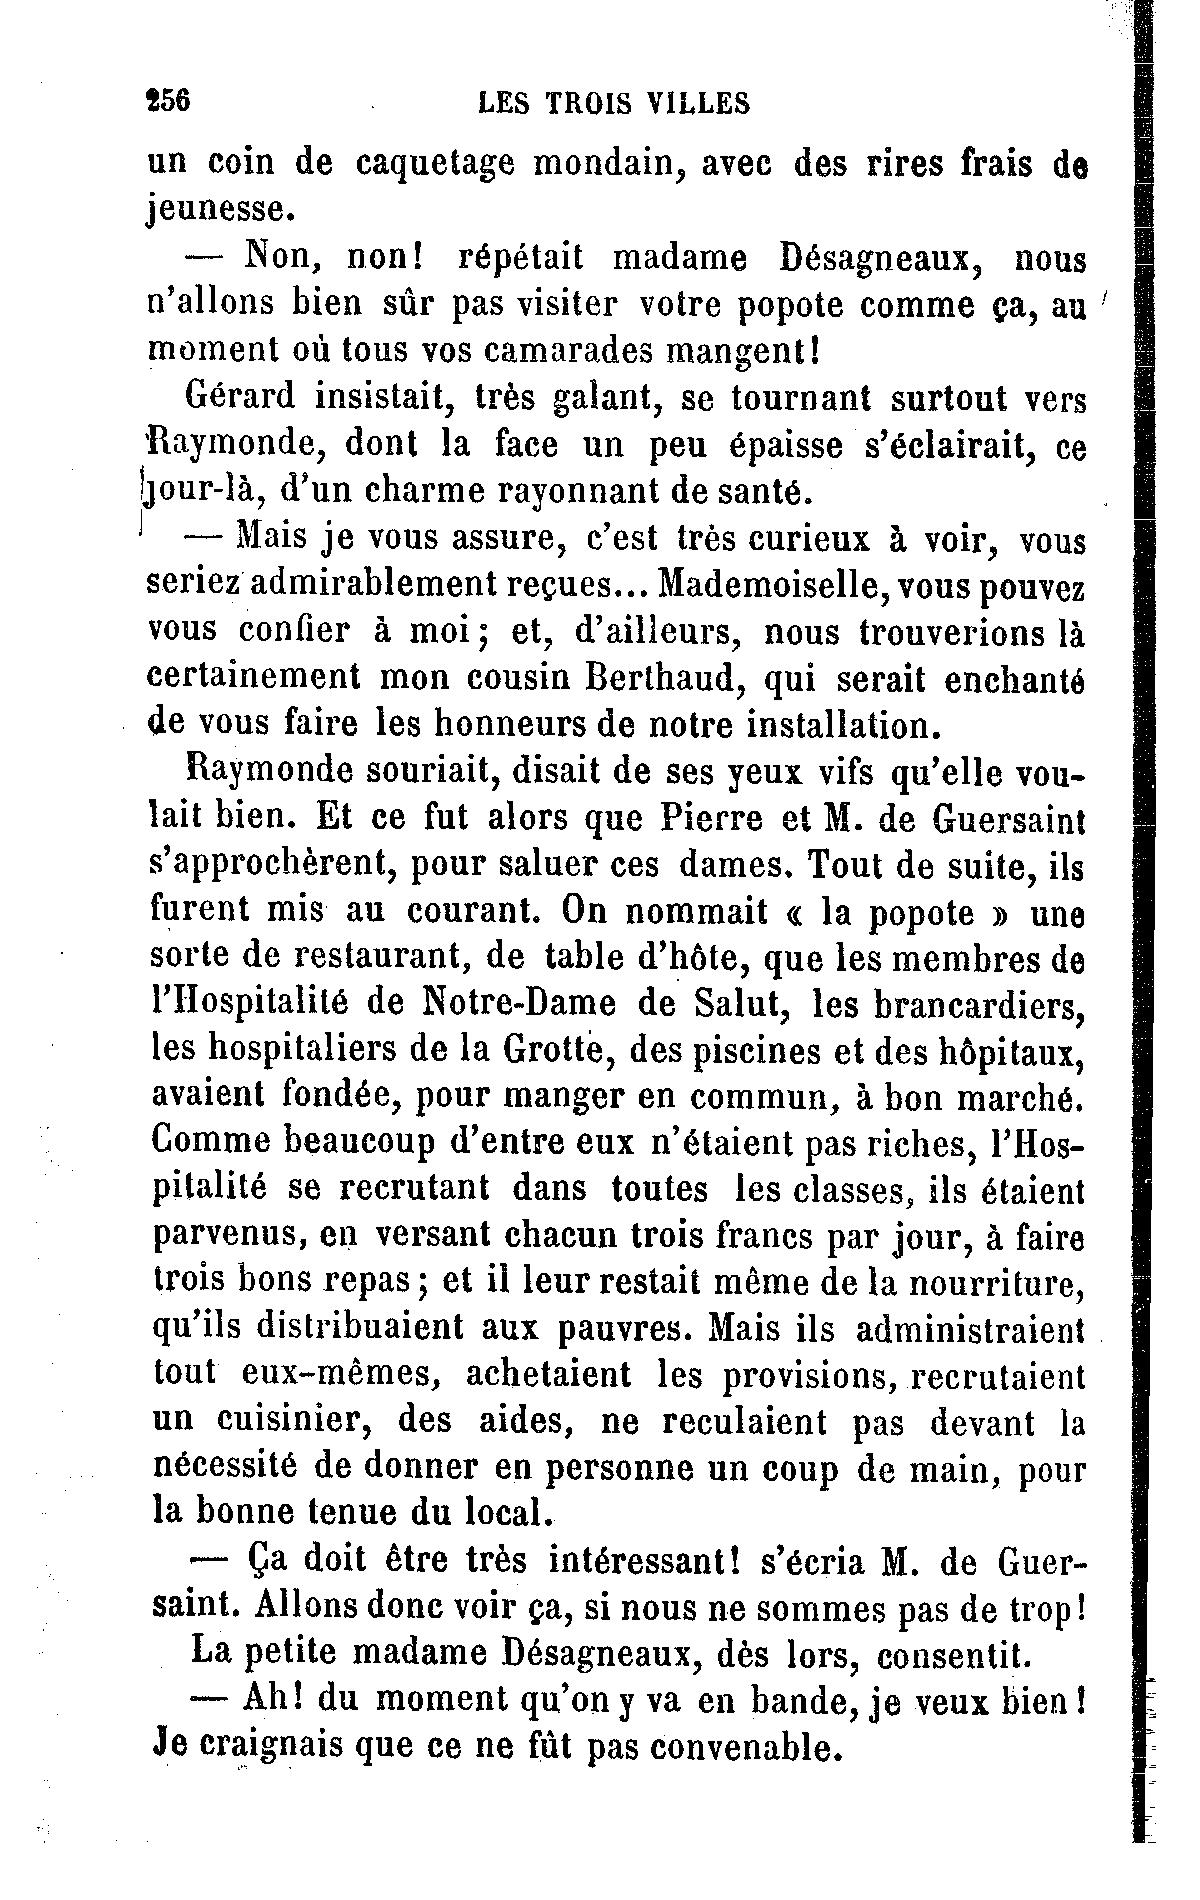 256 LES TROIS VILLES
un coin de caquetage mondain, avec des rires frais de
jeunesse.
— Non, non! répétait madame Désagneaux, nous
n'allons bien sûr pas visiter votre popote comme ça, au
moment où tous vos camarades mangent!
Gérard insistait, très galant, se tournant surtout vers
Raymonde, dont la face un peu épaisse s'éclairait, ce
jour-là, d'un charme rayonnant de santé.
— Mais je vous assure, c'est très curieux à voir, vous
seriez admirablement reçues... Mademoiselle, vous pouvez
vous confier à moi; et, d'ailleurs, nous trouverions là
certainement mon cousin Berthaud, qui serait enchanté
de vous faire les honneurs de notre installation.
Raymonde souriait, disait de ses yeux vifs qu'elle vou-
lait bien. Et ce fut alors que Pierre et M. de Guersaint
s'approchèrent, pour saluer ces dames. Tout de suite, ils
furent mis au courant. On nommait « la popote » une
sorte de restaurant, de table d'hôte, que les membres de
l'Hospitalité de Notre-Dame de Salut, les brancardiers,
les hospitaliers de la Grotte, des piscines et des hôpitaux,
avaient fondée, pour manger en commun, à bon marché.
Comme beaucoup d'entre eux n'étaient pas riches, l'Hos-
pitalité se recrutant dans toutes les classes, ils étaient
parvenus, en versant chacun trois francs par jour, à faire
trois bons repas; et il leur restait même de la nourriture,
qu'ils distribuaient aux pauvres. Mais ils administraient
tout eux-mêmes, achetaient les provisions, recrutaient
un cuisinier, des aides, ne reculaient pas devant la
nécessité de donner en personne un coup de main, pour
la bonne tenue du local.
— Ça doit être très intéressant! s'écria M. de Guer-
saint. Allons donc voir ça, si nous ne sommes pas de trop!
La petite madame Désagneaux, dès lors, consentit.
— Ah! du moment qu'on y va en bande, je veux bien!
Je craignais que ce ne fût pas convenable.